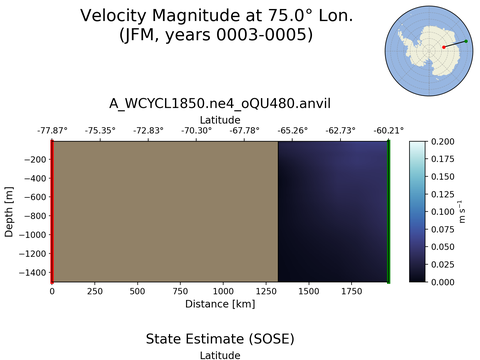 Velocity Magnitude at 75.0° Lon.
(JFM, years 0003-0005)
A_WCYCL1850.ne4_oQU480.anvil
Latitude
-77.87° -75.35° -72.83° -70.30° -67.78° -65.26° -62.73° -60.21°
Depth [m]
−200
−400
−600
−800
−1000
−1200
−1400
0 250 500 750 1000 1250 1500 1750
Distance [km]
0.200
0.175
0.150
0.125
0.100
0.075
0.050
0.025
0.000
m s⁻¹
State Estimate (SOSE)
Latitude